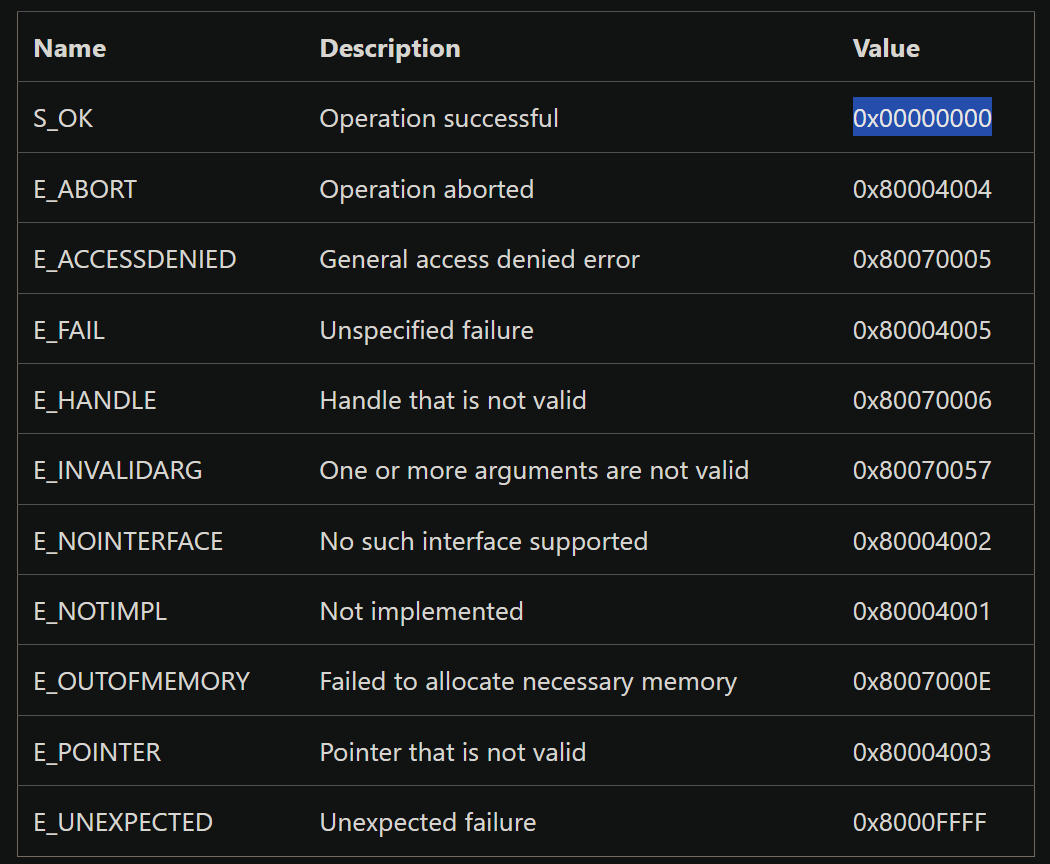 Name Description Value
S_OK Operation successful 0x00000000
E_ABORT Operation aborted 0x80004004
E_ACCESSDENIED General access denied error 0x80070005
E_FAIL Unspecified failure 0x80004005
E_HANDLE Handle that is not valid 0x80070006
E_INVALIDARG One or more arguments are not valid 0x80070057
E_NOINTERFACE No such interface supported 0x80004002
E_NOTIMPL Not implemented 0x80004001
E_OUTOFMEMORY Failed to allocate necessary memory 0x8007000E
E_POINTER Pointer that is not valid 0x80004003
E_UNEXPECTED Unexpected failure 0x8000FFFF